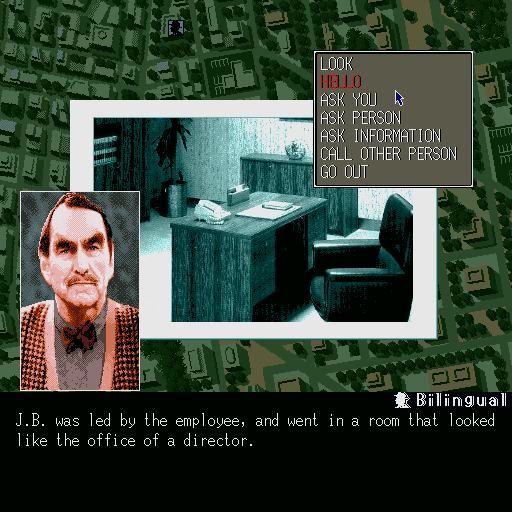 LOOK
HELLO
ASK YOU
ASK PERSON
ASK INFORMATION
CALL OTHER PERSON
GO OUT
Bilingual
J.B. was led by the employee, and went in a room that looked
like the office of a director.